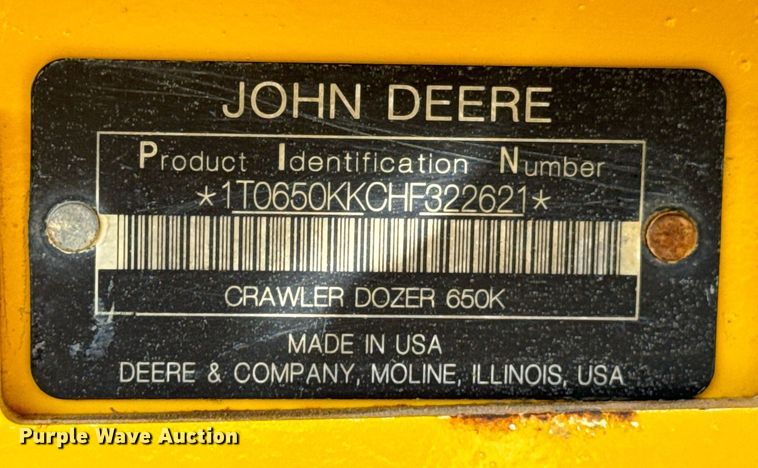 JOHN DEERE
Product Identification Number
*1T0650KKCHF322621*
CRAWLER DOZER 650K
MADE IN USA
DEERE & COMPANY, MOLINE, ILLINOIS, USA
Purple Wave Auction